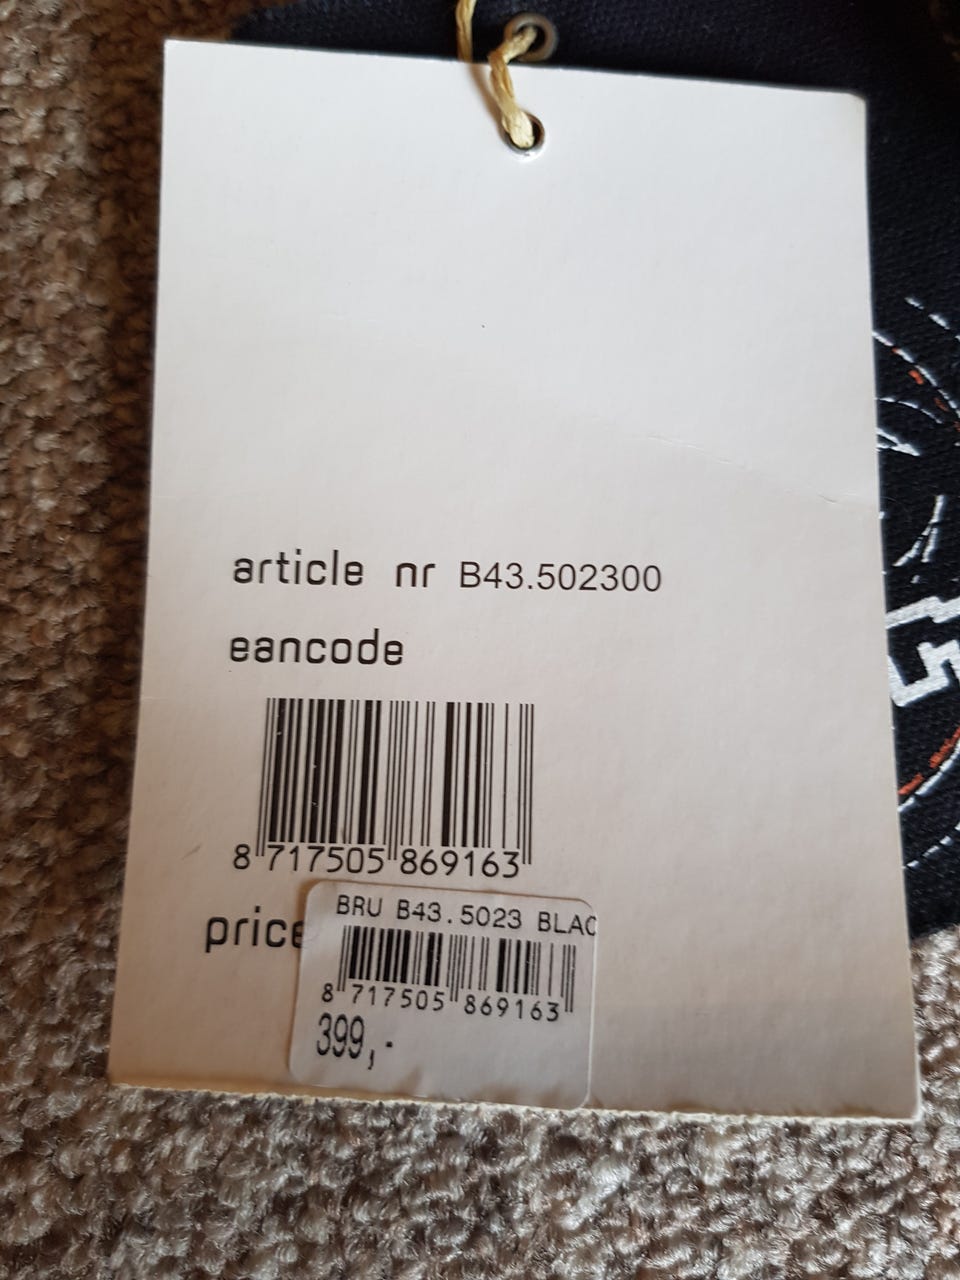 article nr B43.502300
eancode
8 717505 869163
price
BRU B43.5023 BLAC
8 717505 869163
399,-